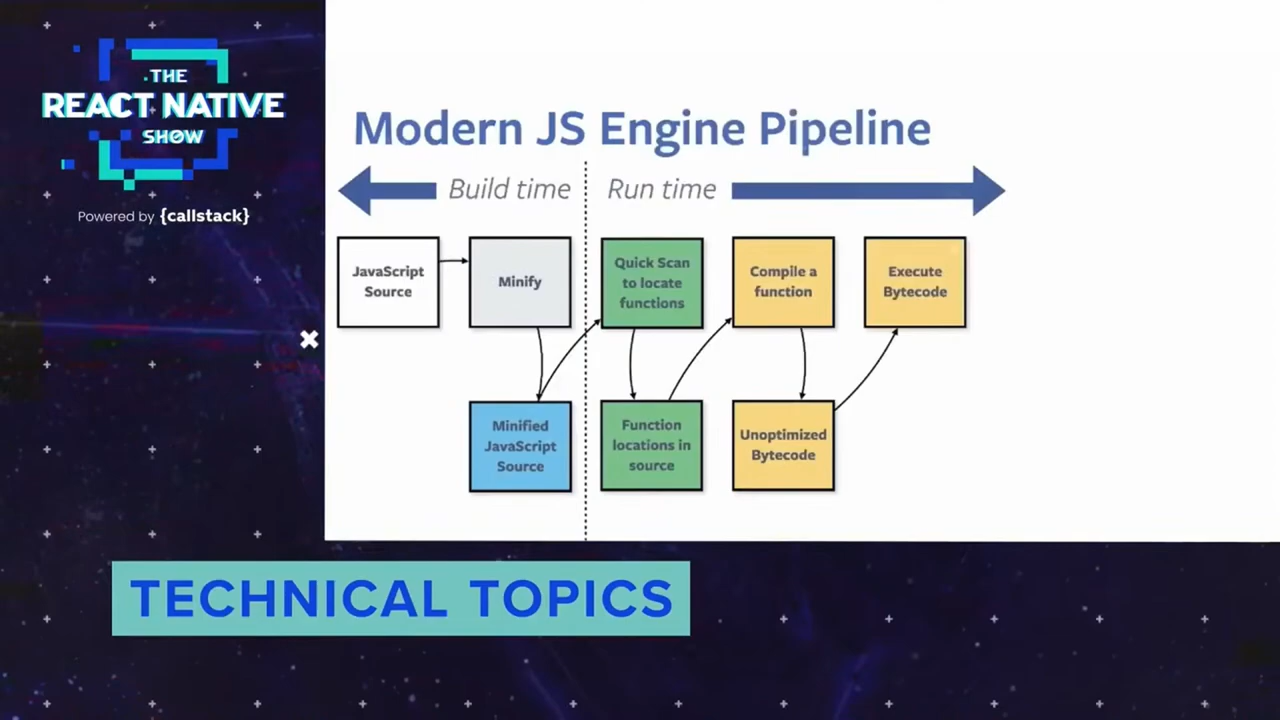 THE
REACT NATIVE
SHOW
Powered by {callstack}
Modern JS Engine Pipeline
Build time
Run time
JavaScript
Source
Minify
Quick Scan
to locate
functions
Compile a
function
Execute
Bytecode
Minified
JavaScript
Source
Function
locations in
source
Unoptimized
Bytecode
TECHNICAL TOPICS